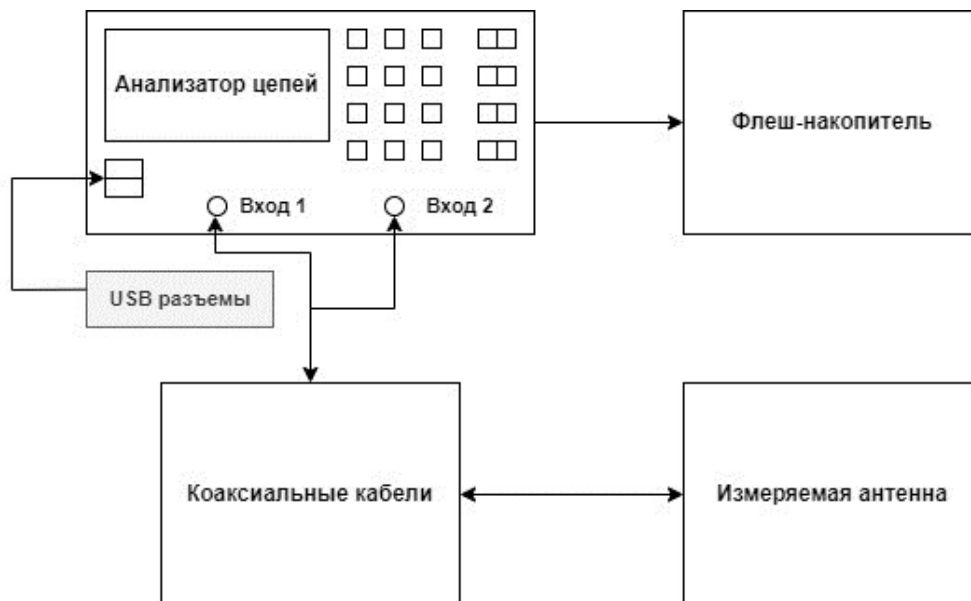 Анализатор цепей
Флеш-накопитель
Вход 1
Вход 2
USB разъемы
Коаксиальные кабели
Измеряемая антенна